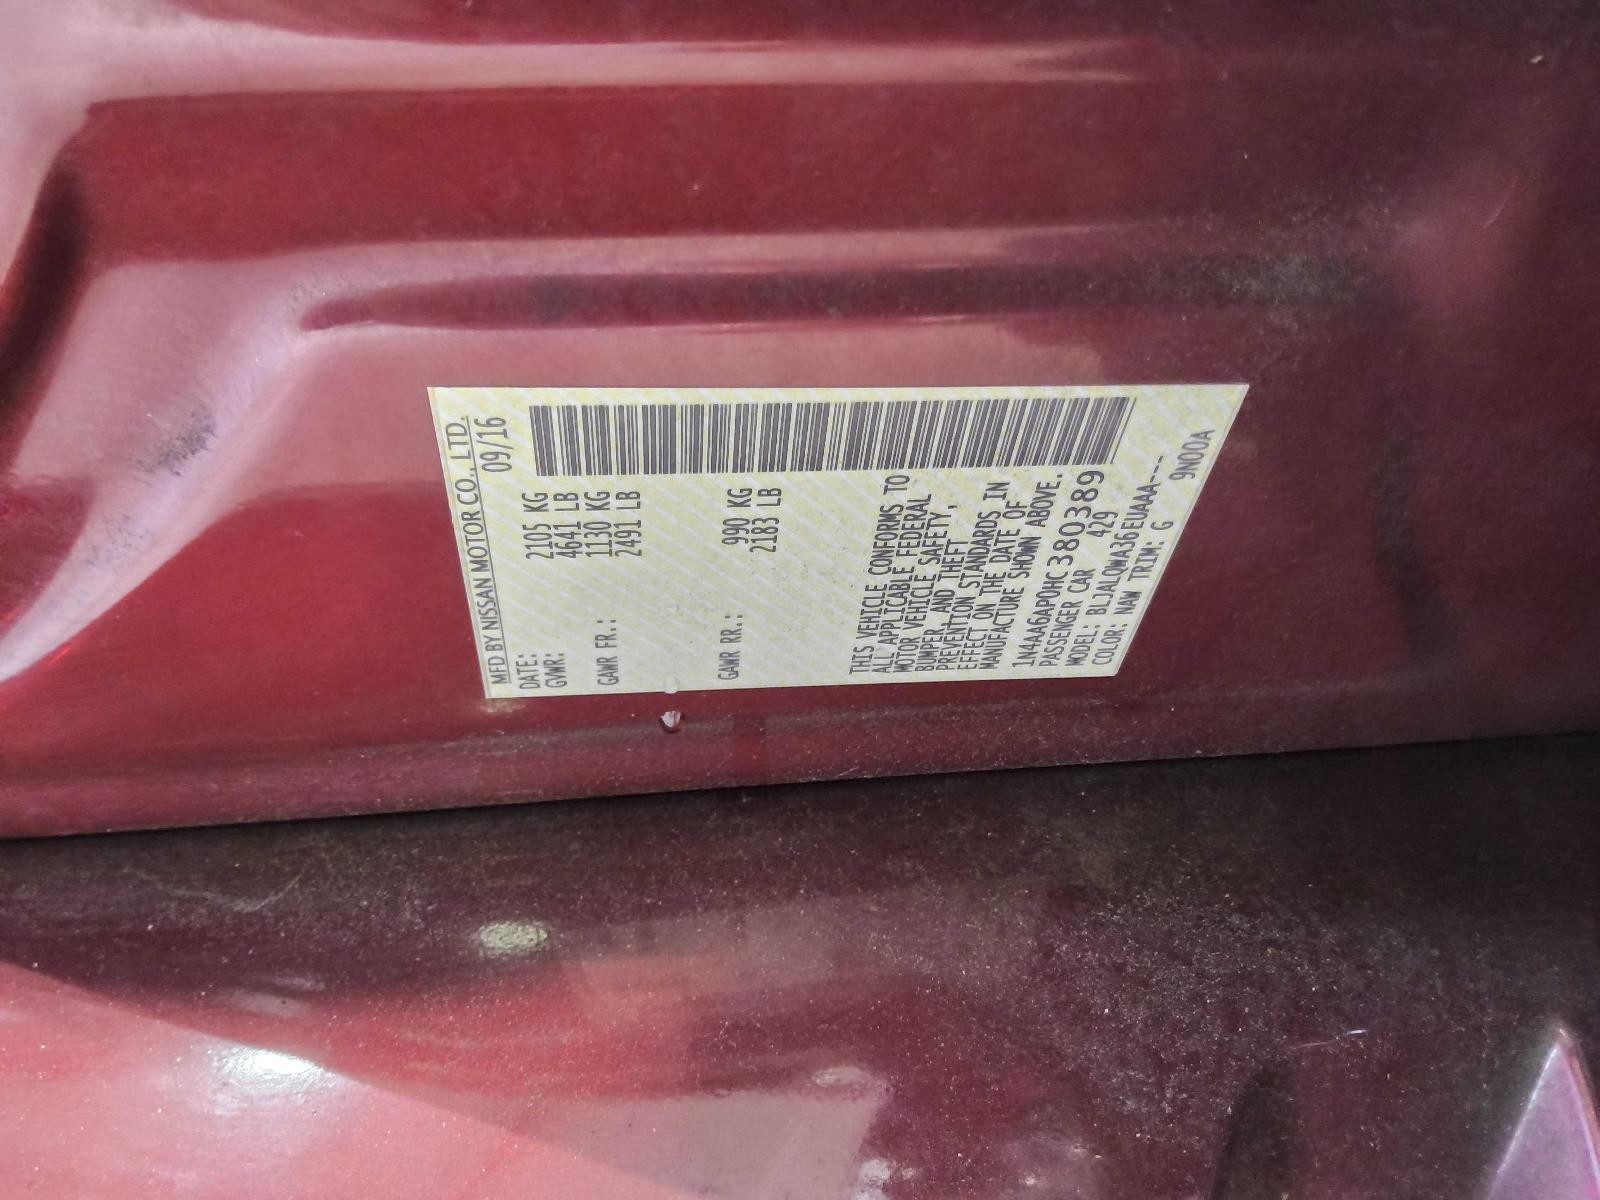 MFD BY NISSAN MOTOR CO., LTD.
DATE: 09/16
GVWR: 2105 KG
4641 LB
GAWR FR.: 1130 KG
2491 LB
GAWR RR.: 990 KG
2183 LB
THIS VEHICLE CONFORMS TO
ALL APPLICABLE FEDERAL
MOTOR VEHICLE SAFETY,
BUMPER, AND THEFT
PREVENTION STANDARDS IN
EFFECT ON THE DATE OF
MANUFACTURE SHOWN ABOVE.
1N4AA6AP0HC380389
PASSENGER CAR 429
MODEL: BLJALQWA36EUAAA---
COLOR: NAW TRIM: G 9N00A